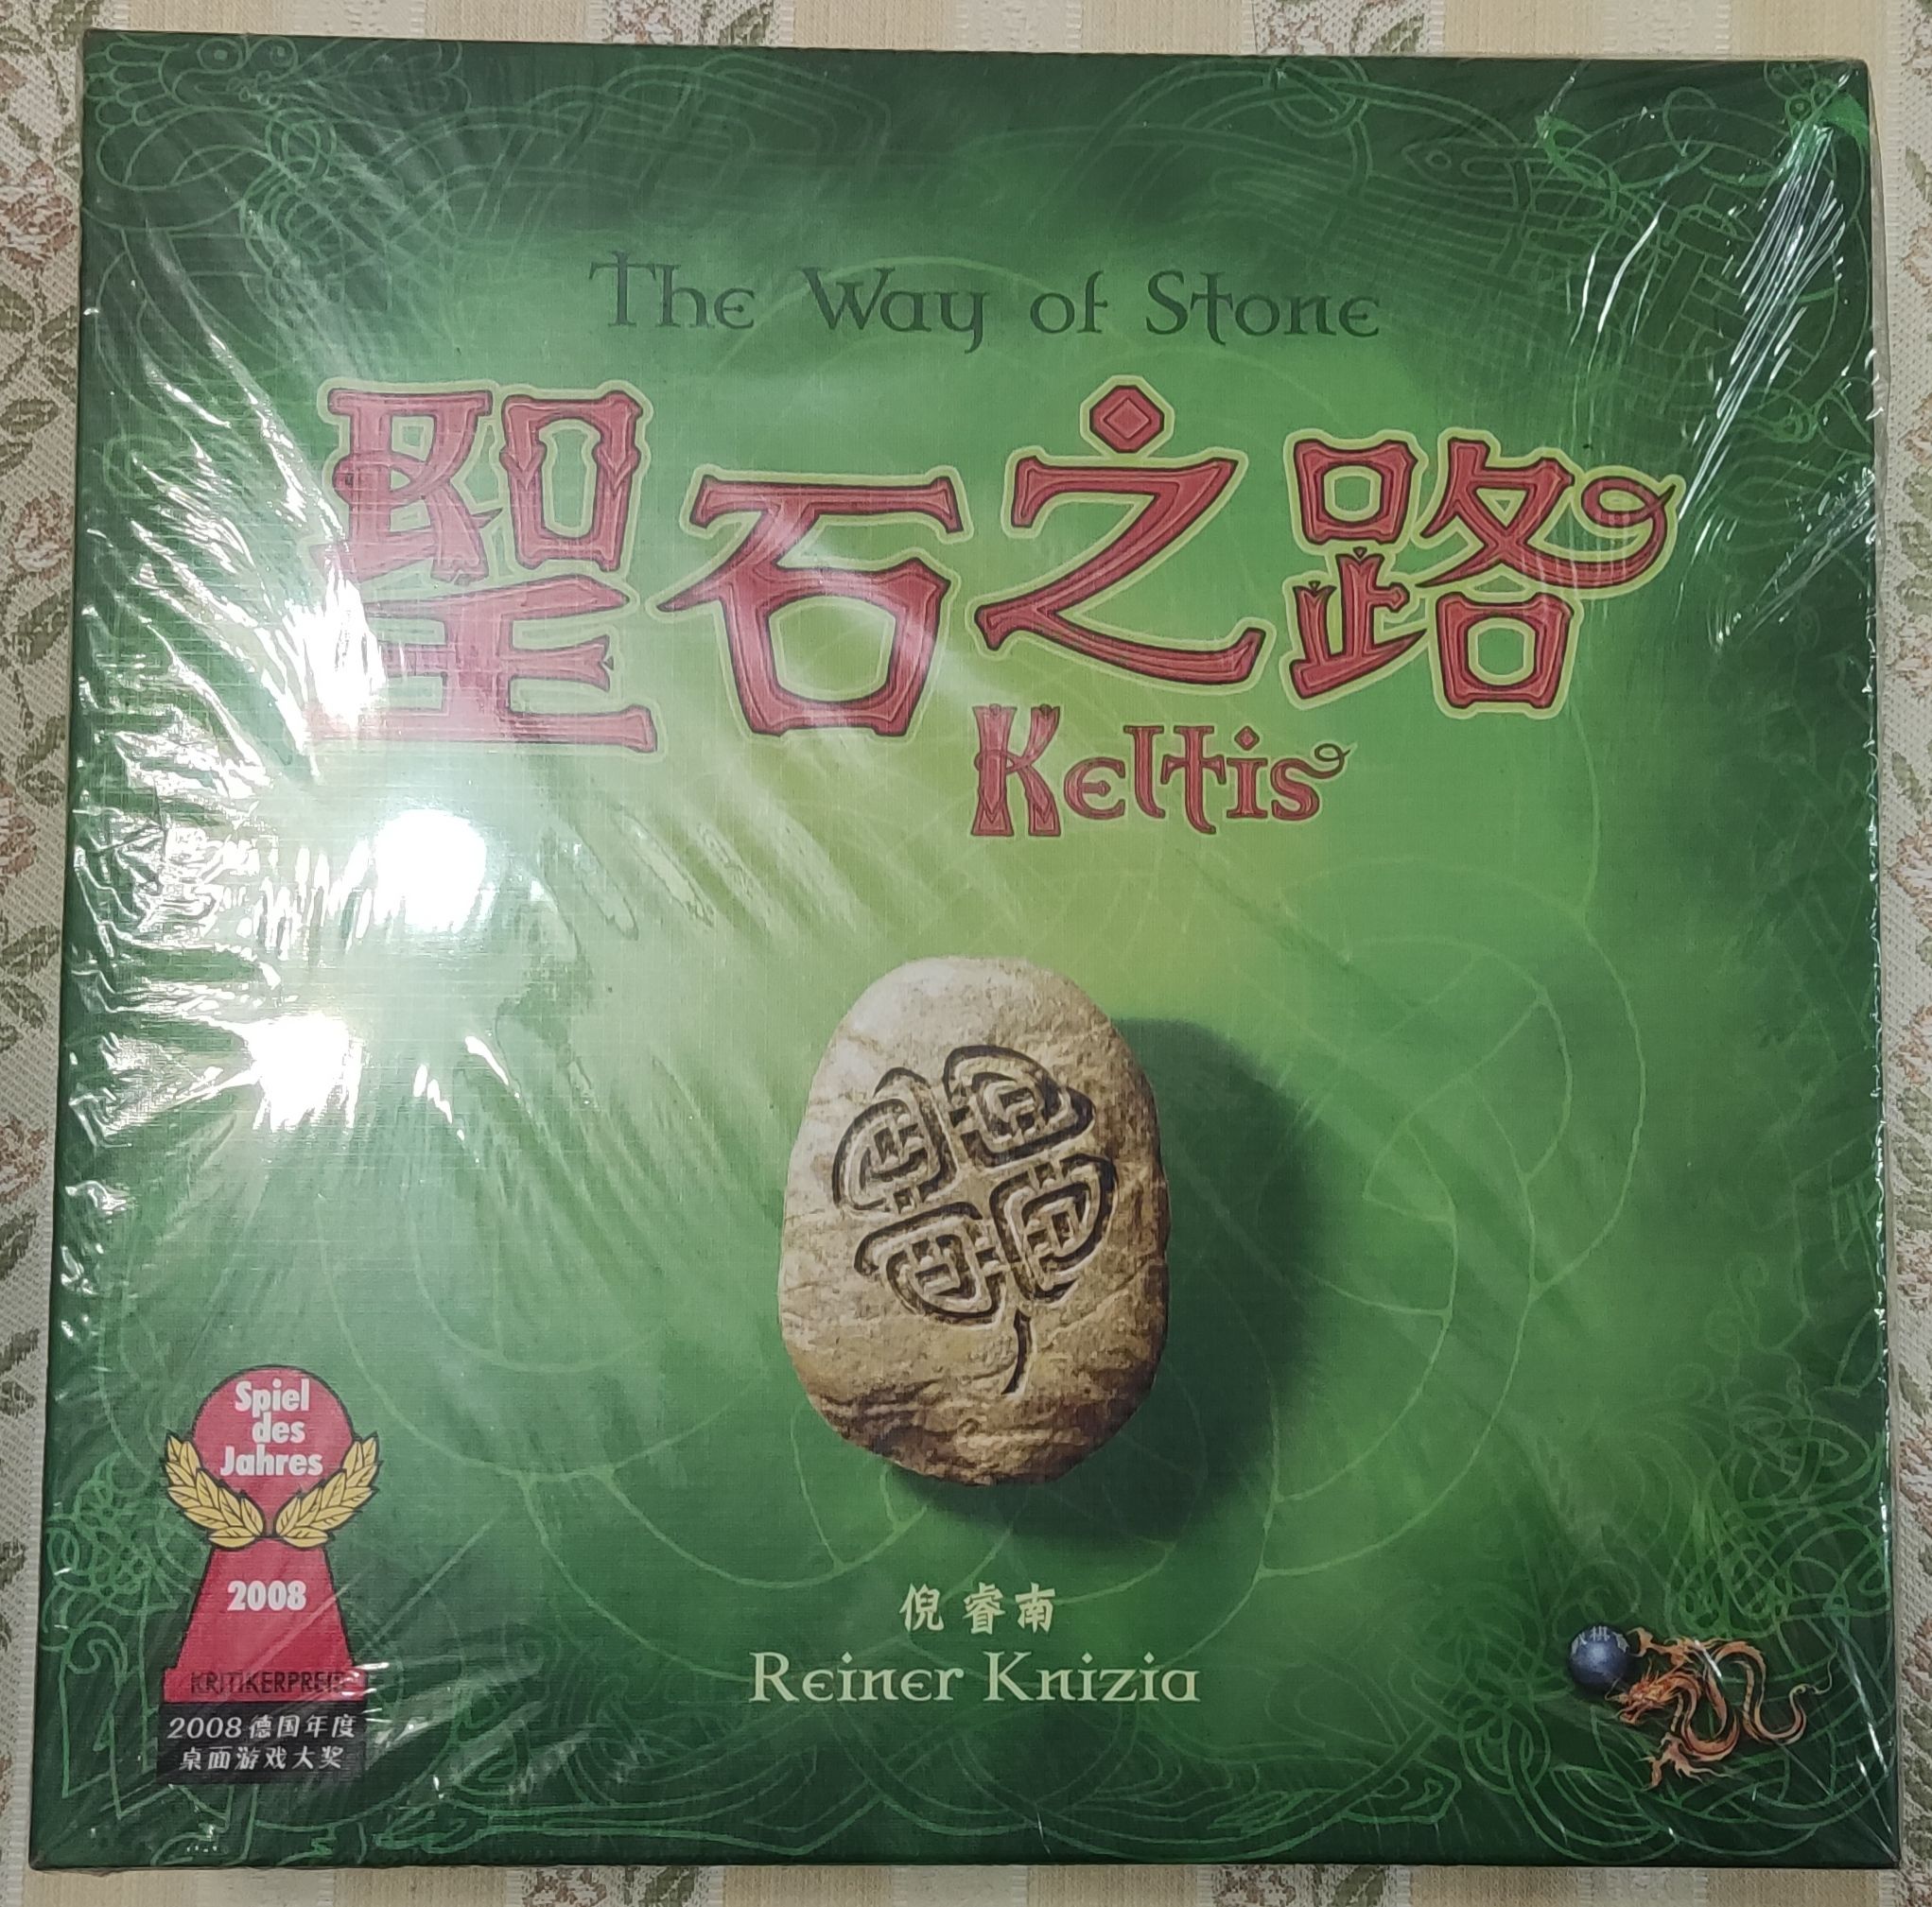 The Way of Stone
聖石之路
Keltis
Spiel
des
Jahres
2008
KRITIKERPREIS
2008德国年度
桌面游戏大奖
倪睿南
Reiner Knizia